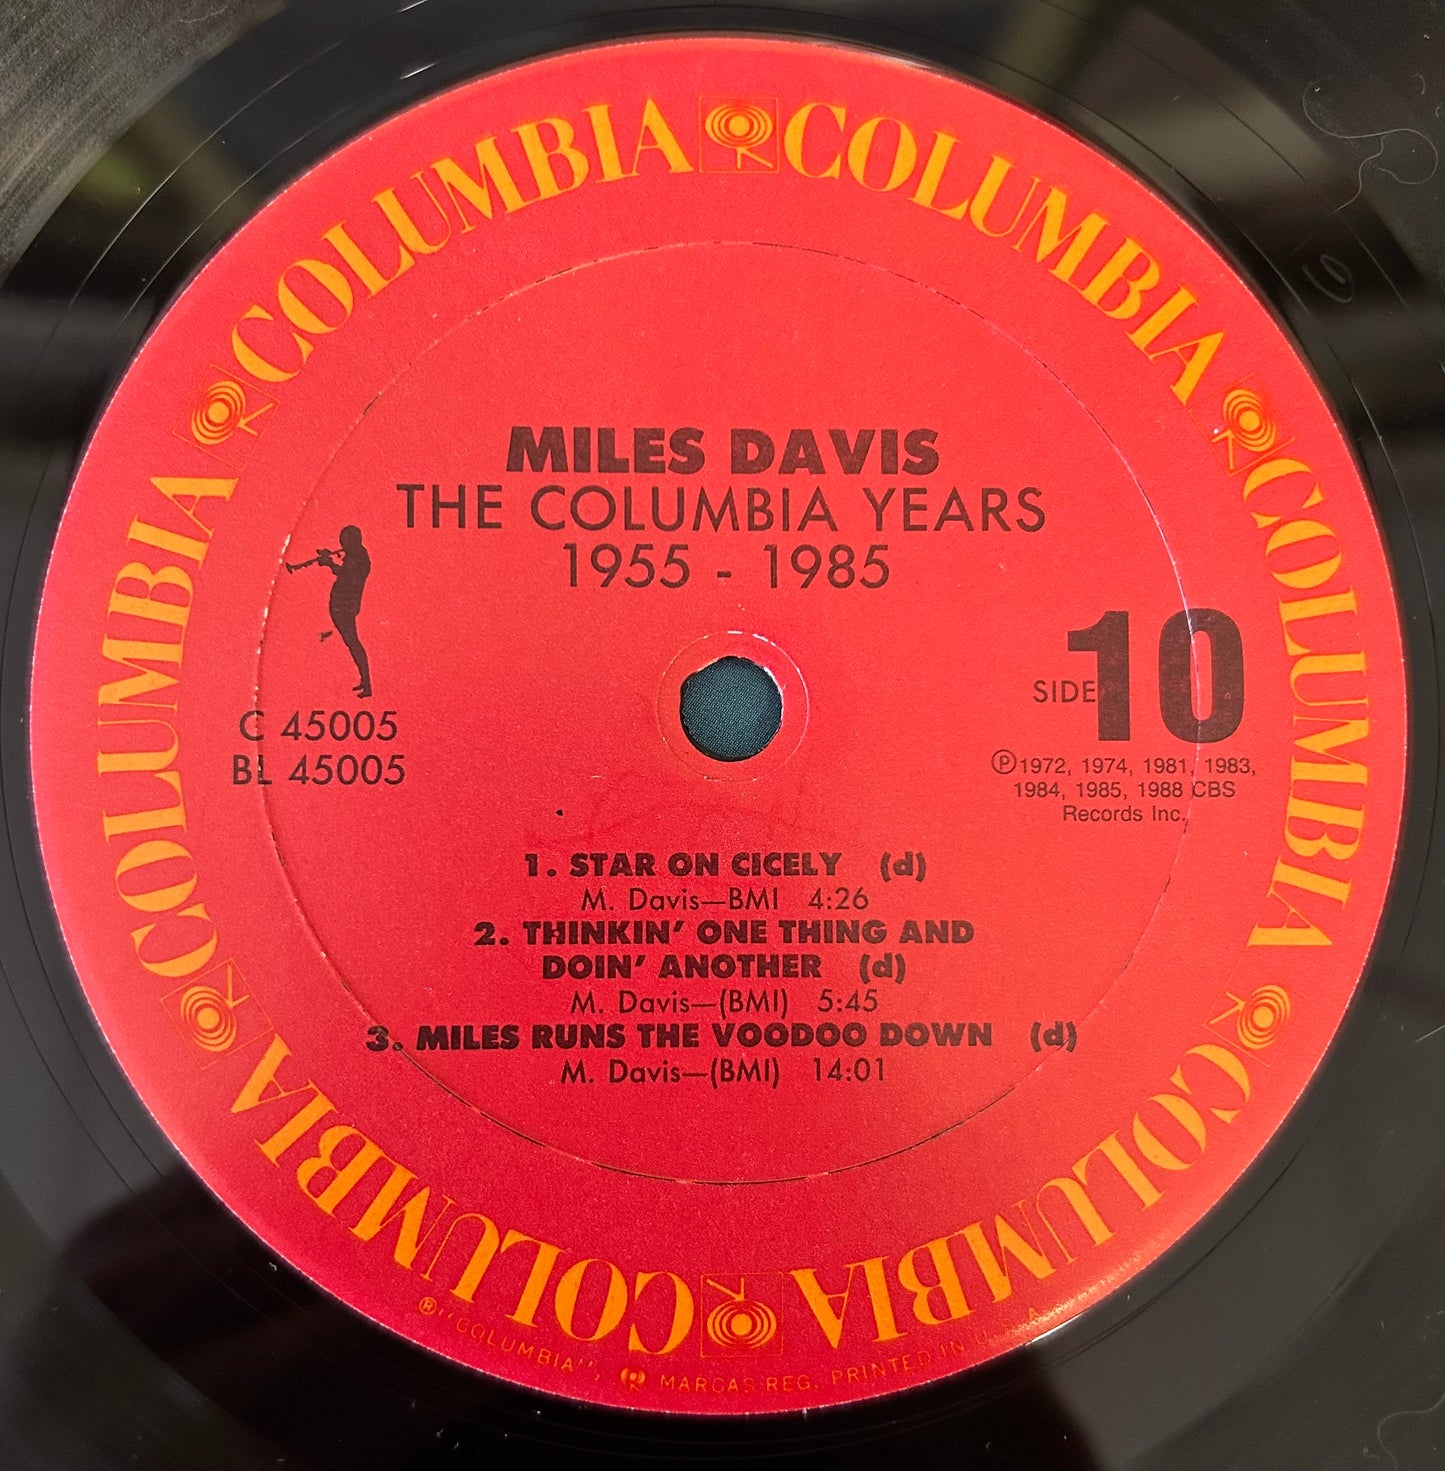 COLUMBIA COLUMBIA COLUMBIA COLUMBIA COLUMBIA COLUMBIA COLUMBIA COLUMBIA
MILES DAVIS
THE COLUMBIA YEARS
1955 - 1985
C 45005
BL 45005
SIDE 10
℗1972, 1974, 1981, 1983,
1984, 1985, 1988 CBS
Records Inc.
1. STAR ON CICELY (d)
M. Davis—BMI 4:26
2. THINKIN' ONE THING AND
DOIN' ANOTHER (d)
M. Davis—(BMI) 5:45
3. MILES RUNS THE VOODOO DOWN (d)
M. Davis—(BMI) 14:01
® "COLUMBIA", MARCAS REG. PRINTED IN U.S.A.